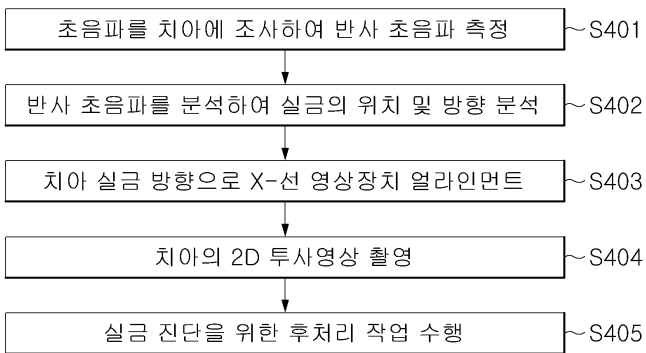 초음파를 치아에 조사하여 반사 초음파 측정 S401
반사 초음파를 분석하여 실금의 위치 및 방향 분석 S402
치아 실금 방향으로 X-선 영상장치 얼라인먼트 S403
치아의 2D 투사영상 촬영 S404
실금 진단을 위한 후처리 작업 수행 S405